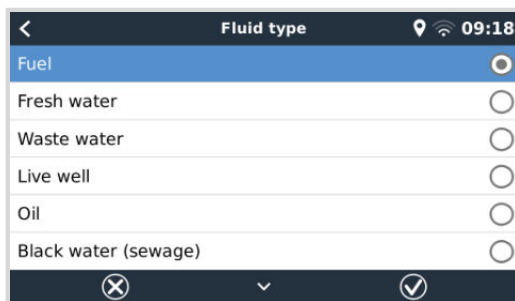 Fluid type 09:18
Fuel
Fresh water
Waste water
Live well
Oil
Black water (sewage)